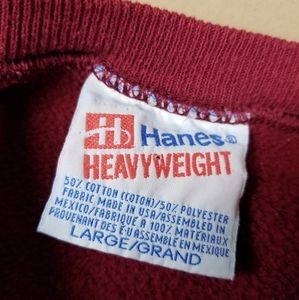 Hanes®
HEAVYWEIGHT
50% COTTON (COTON)/50% POLYESTER
FABRIC MADE IN USA/ASSEMBLED IN
MEXICO/FABRIQUE A 100% MATERIAUX
PROVENANT DES E-U ASSEMBLE EN MEXIQUE
LARGE/GRAND